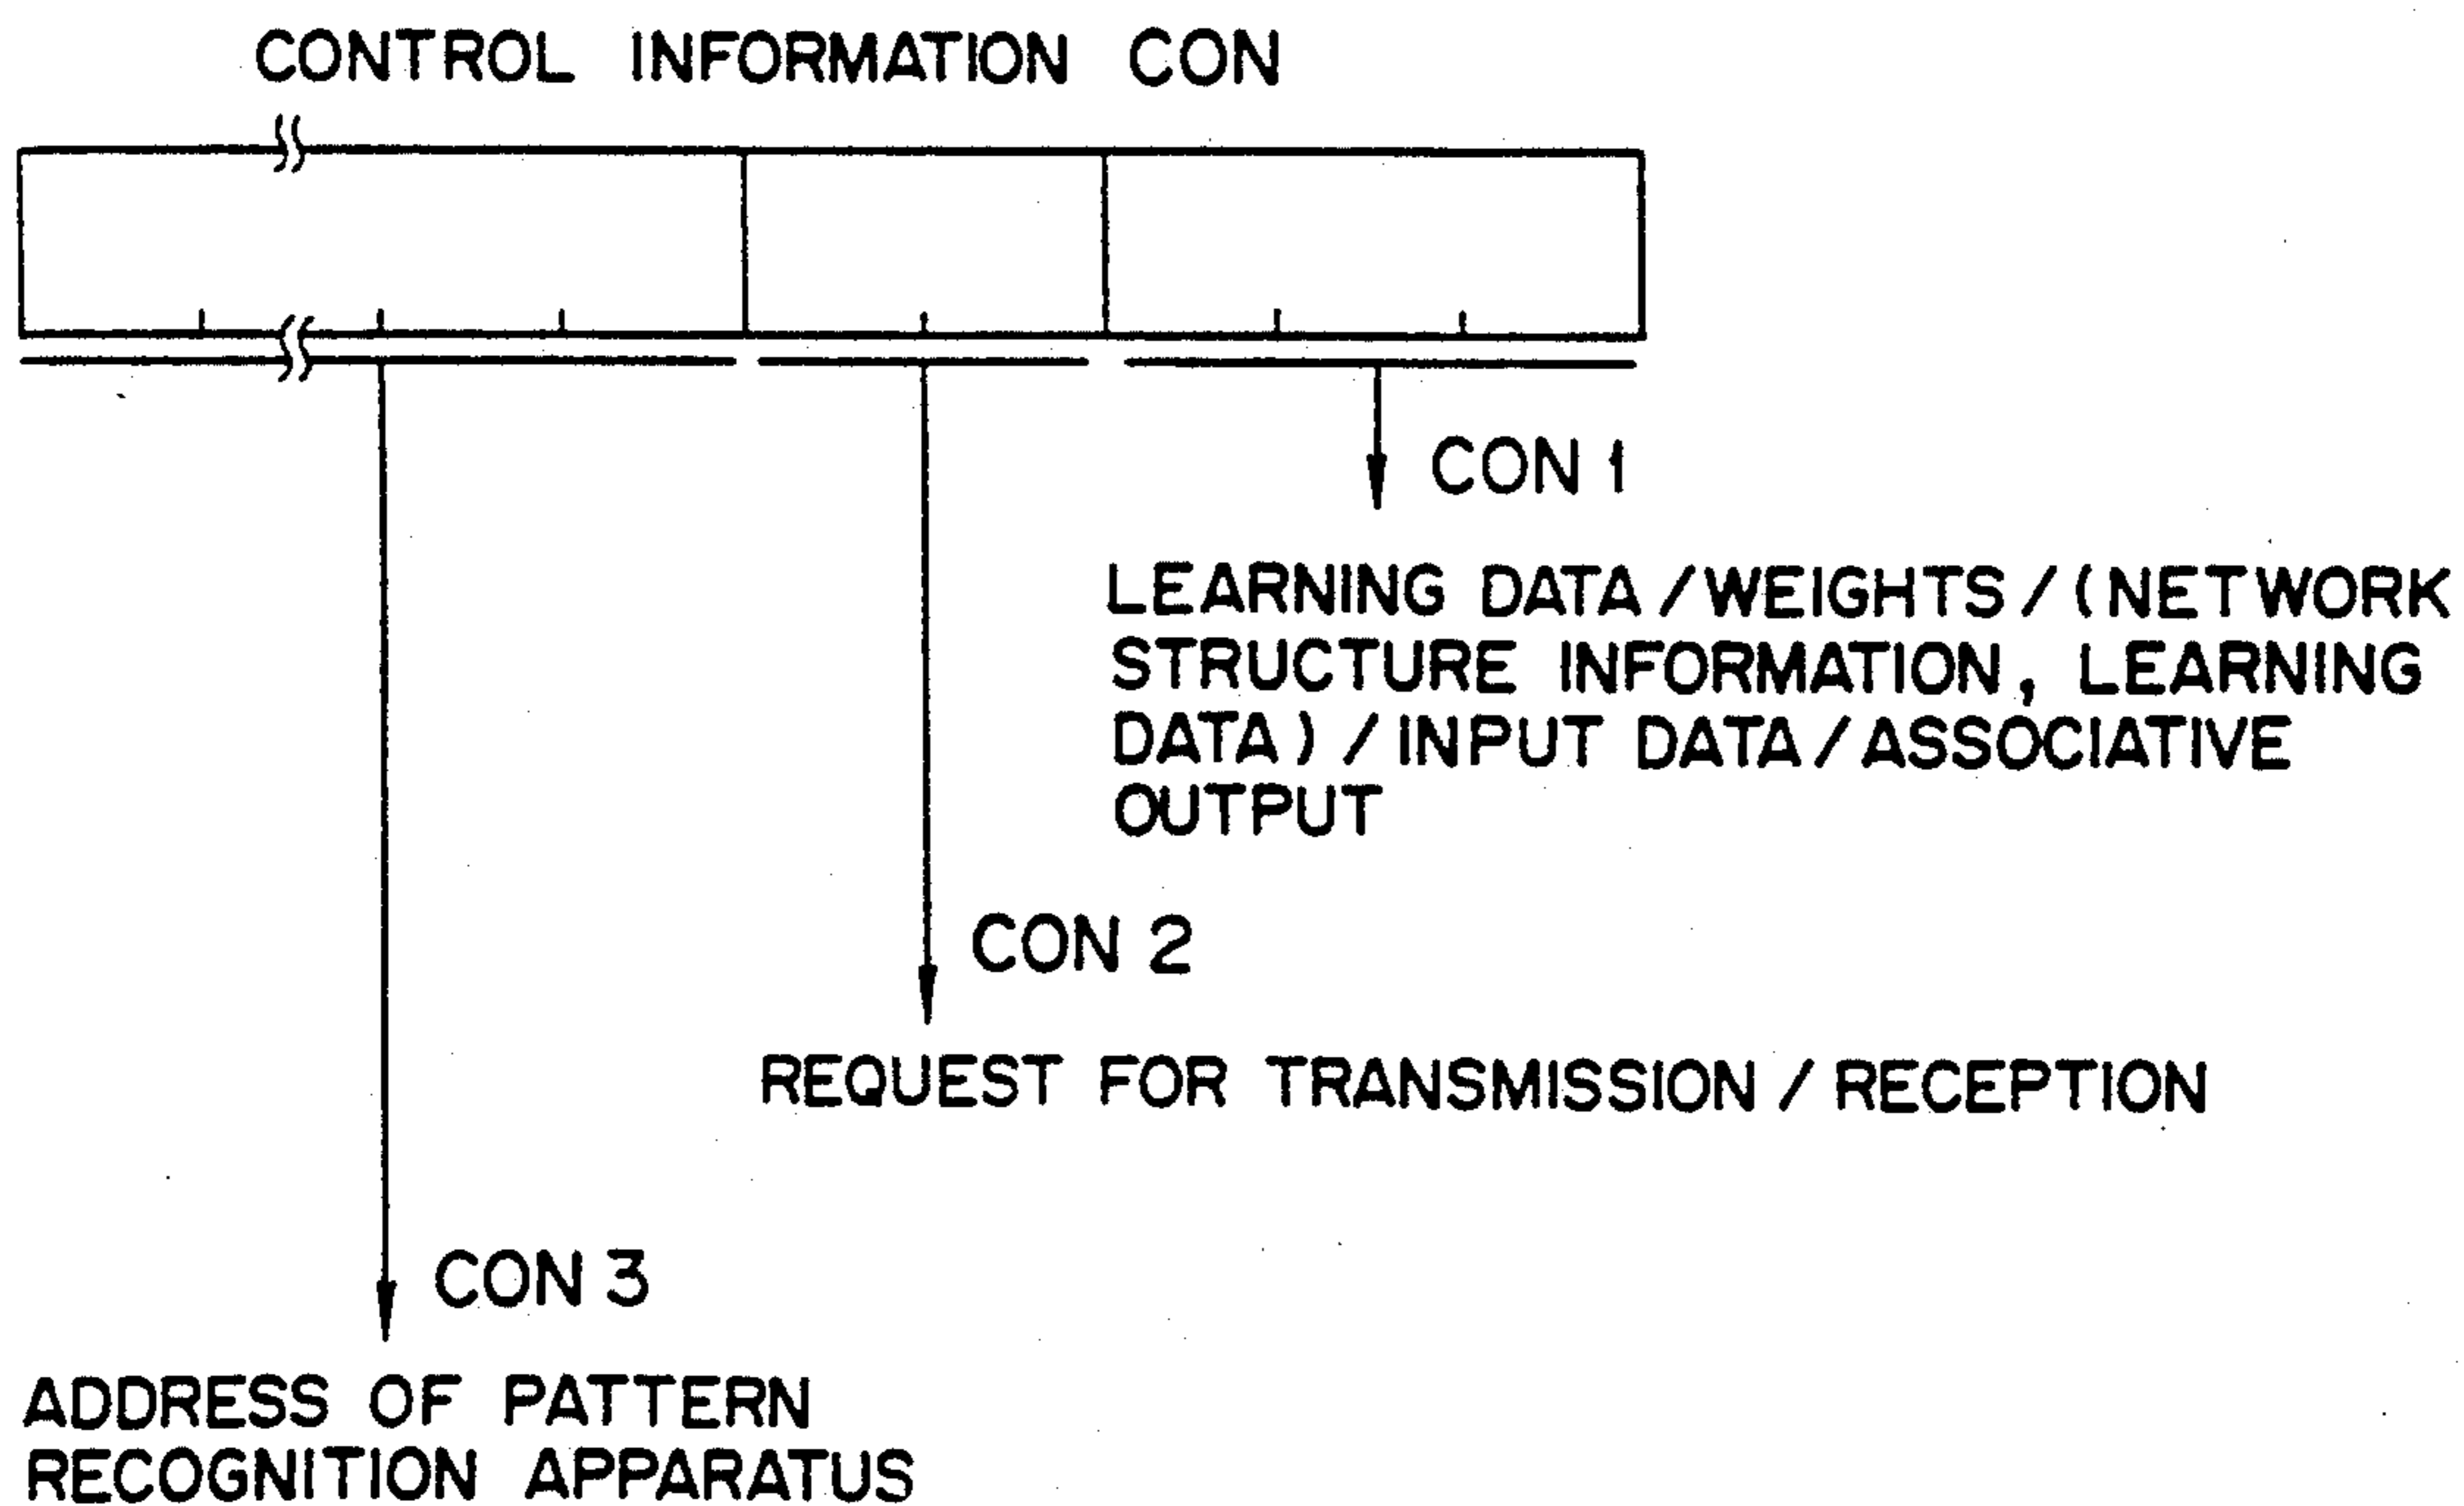 CONTROL INFORMATION CON
CON 1
LEARNING DATA / WEIGHTS / (NETWORK
STRUCTURE INFORMATION, LEARNING
DATA) / INPUT DATA / ASSOCIATIVE
OUTPUT
CON 2
REQUEST FOR TRANSMISSION / RECEPTION
CON 3
ADDRESS OF PATTERN
RECOGNITION APPARATUS